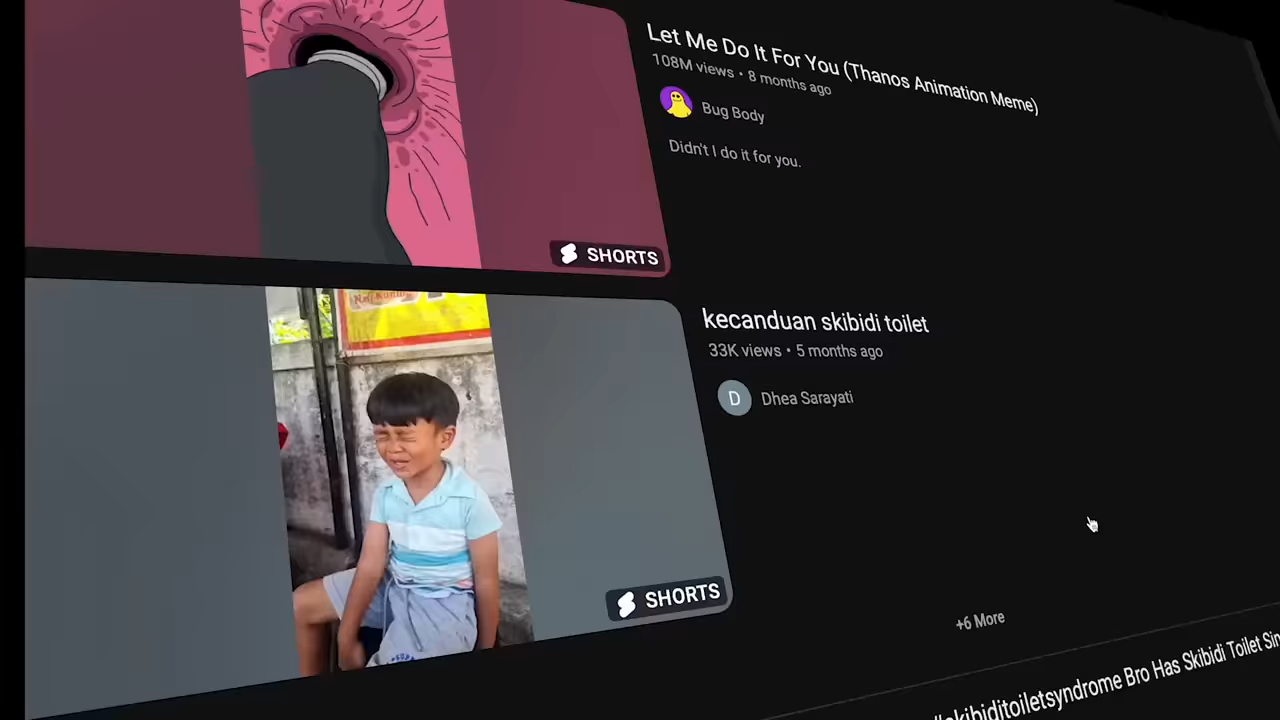 Let Me Do It For You (Thanos Animation Meme)
108M views • 8 months ago
Bug Body
Didn't I do it for you.
SHORTS
kecanduan skibidi toilet
33K views • 5 months ago
D Dhea Sarayati
SHORTS
+6 More
#skibiditoiletsyndrome Bro Has Skibidi Toilet